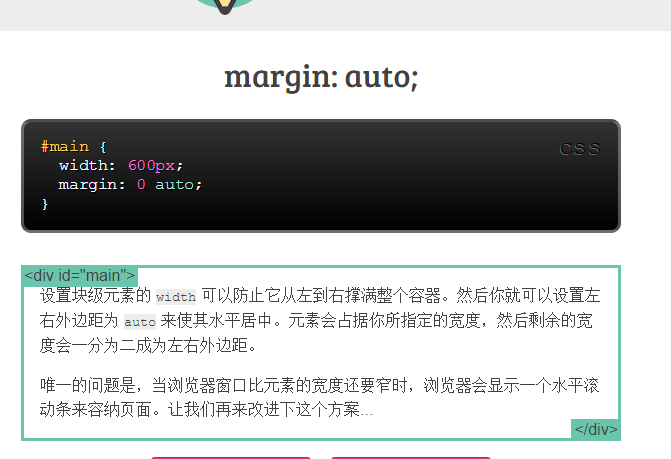 margin: auto;
CSS
#main {
width: 600px;
margin: 0 auto;
}
<div id="main">
设置块级元素的 width 可以防止它从左到右撑满整个容器。然后你就可以设置左
右外边距为 auto 来使其水平居中。元素会占据你所指定的宽度，然后剩余的宽
度会一分为二成为左右外边距。
唯一的问题是，当浏览器窗口比元素的宽度还要窄时，浏览器会显示一个水平滚
动条来容纳页面。让我们再来改进下这个方案...
</div>